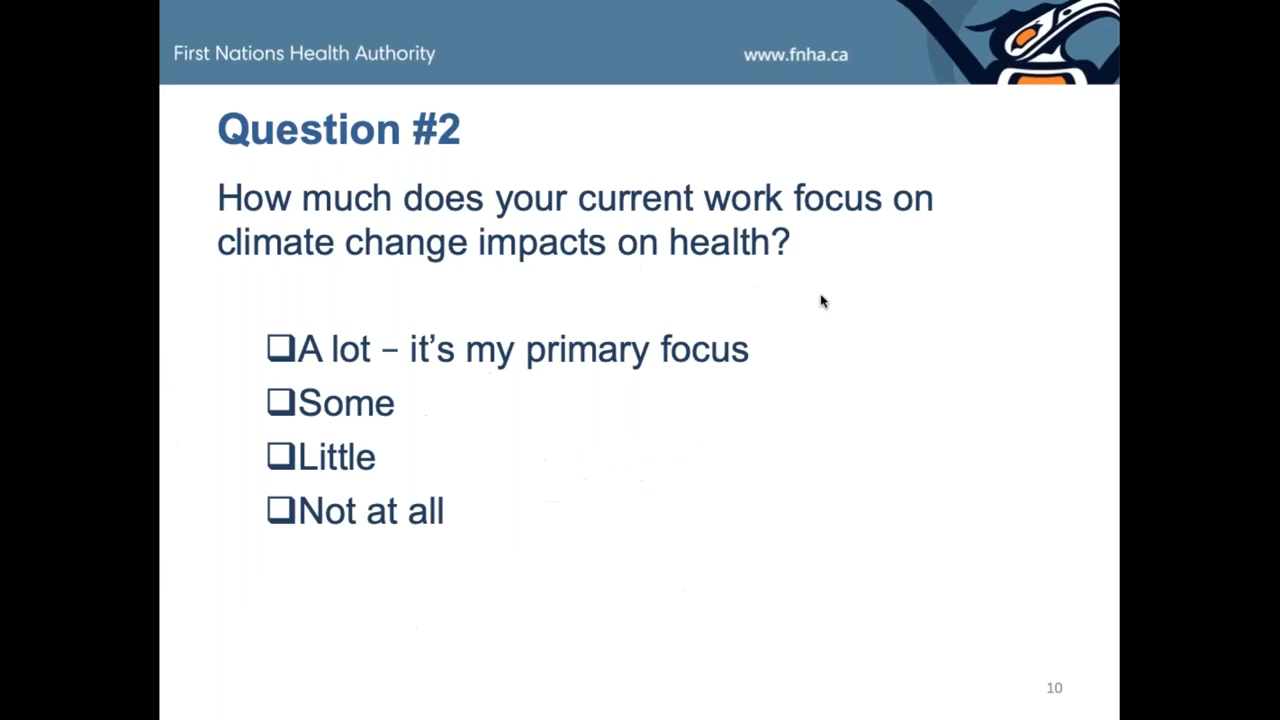 First Nations Health Authority
www.fnha.ca
Question #2
How much does your current work focus on
climate change impacts on health?
❑A lot – it’s my primary focus
❑Some
❑Little
❑Not at all
10